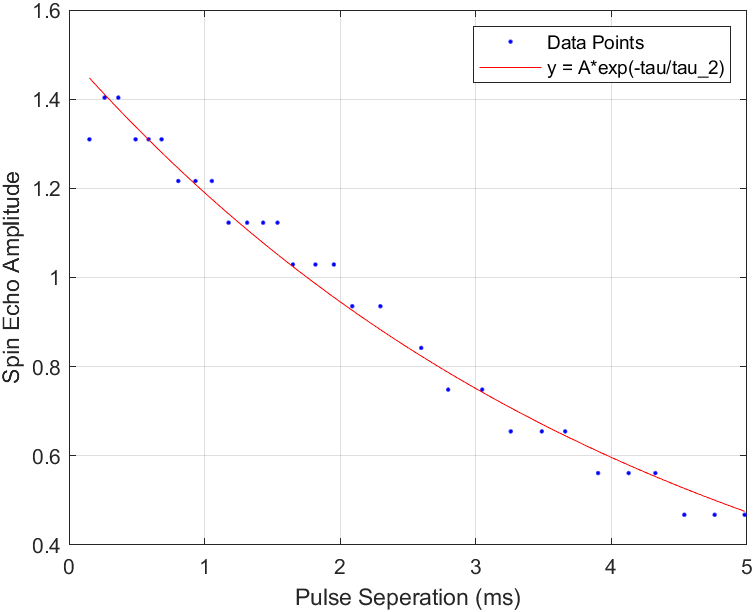 1.6
1.4
1.2
1
0.8
0.6
0.4
Spin Echo Amplitude
Data Points
y = A*exp(-tau/tau_2)
0 1 2 3 4 5
Pulse Seperation (ms)